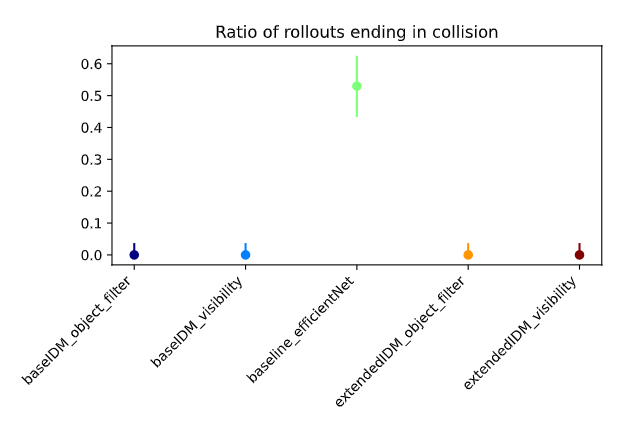 Ratio of rollouts ending in collision
0.6
0.5
0.4
0.3
0.2
0.1
0.0
baseIDM_object_filter
baseIDM_visibility
baseline_efficientNet
extendedIDM_object_filter
extendedIDM_visibility